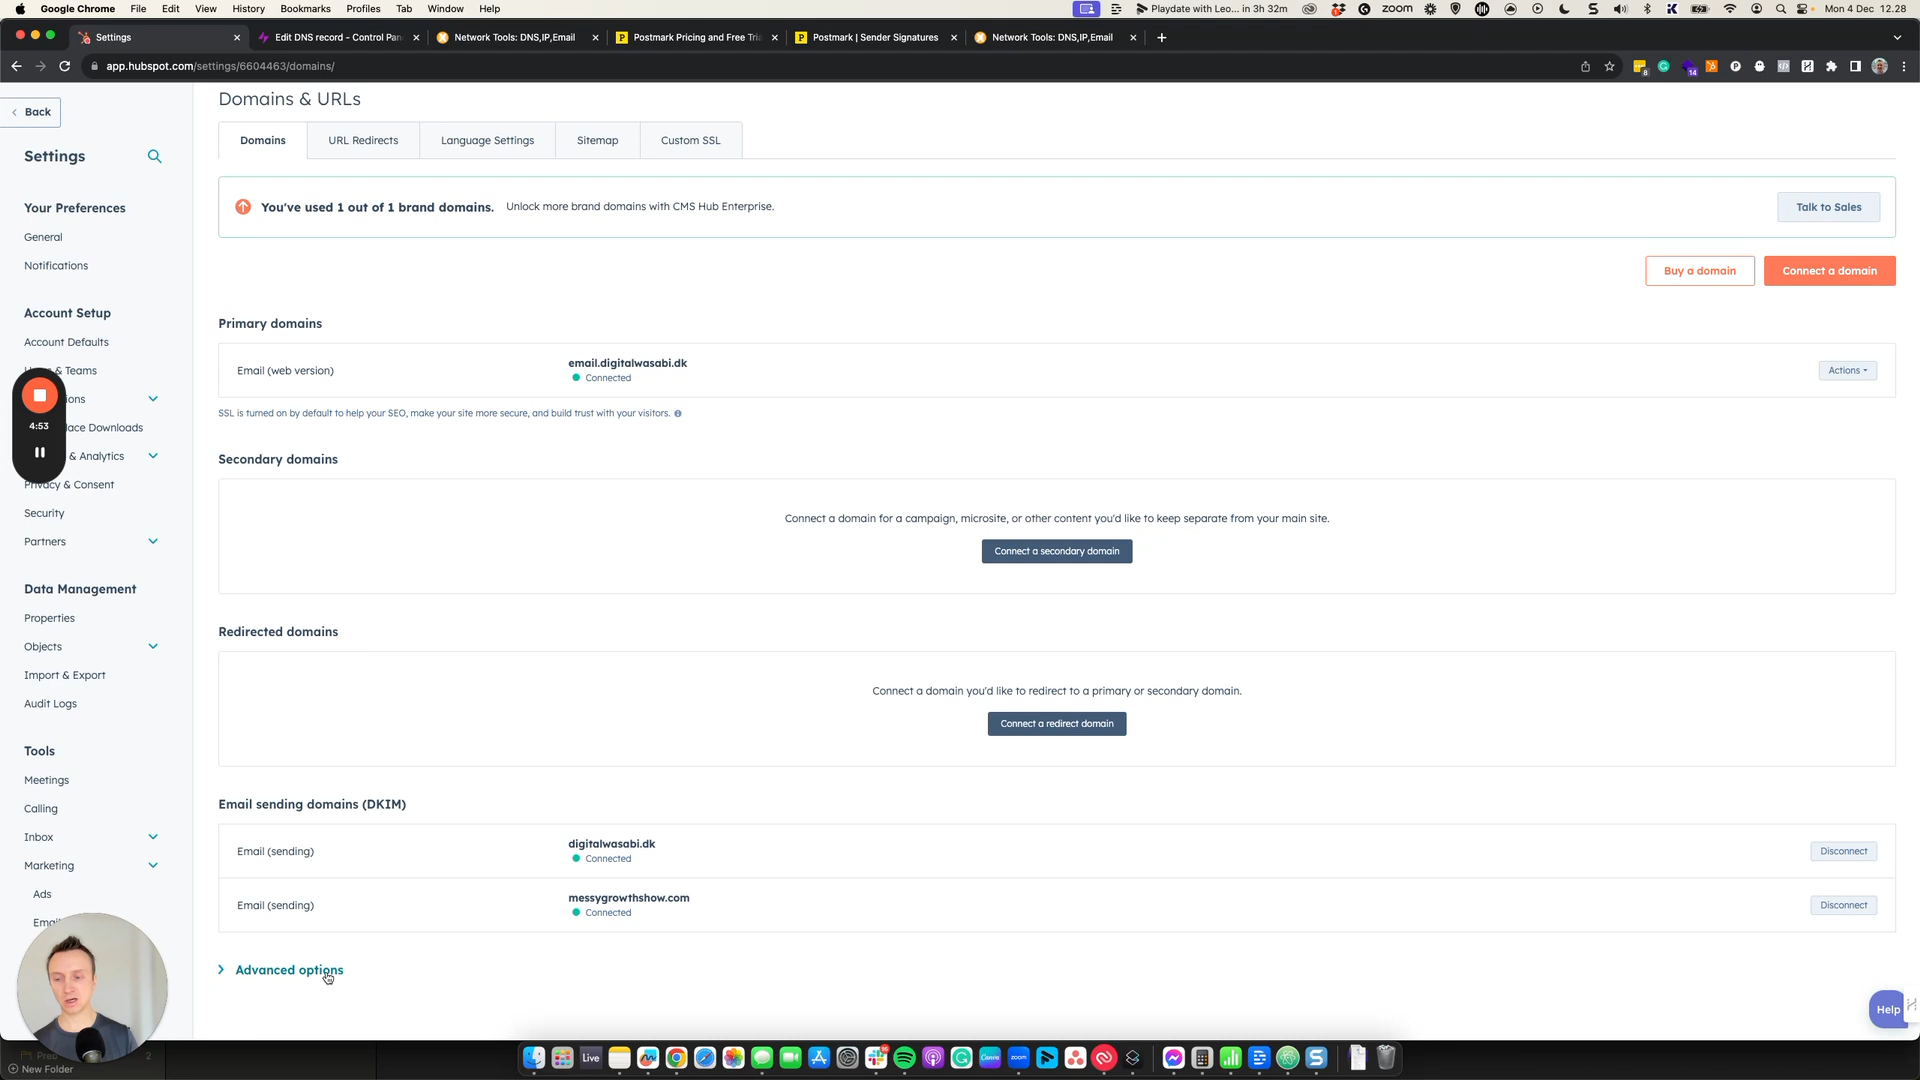 Google Chrome File Edit View History Bookmarks Profiles Tab Window Help
Playdate with Leo... in 3h 32m zoom Mon 4 Dec 12.28
Settings
Edit DNS record - Control Pan
Network Tools: DNS,IP,Email
Postmark Pricing and Free Tri
Postmark | Sender Signatures
Network Tools: DNS,IP,Email
app.hubspot.com/settings/6604463/domains/
Back
Settings
Your Preferences
General
Notifications
Account Setup
Account Defaults
& Teams
ions
lace Downloads
& Analytics
Privacy & Consent
Security
Partners
Data Management
Properties
Objects
Import & Export
Audit Logs
Tools
Meetings
Calling
Inbox
Marketing
Ads
4:53
Domains & URLs
Domains
URL Redirects
Language Settings
Sitemap
Custom SSL
You've used 1 out of 1 brand domains. Unlock more brand domains with CMS Hub Enterprise.
Talk to Sales
Buy a domain
Connect a domain
Primary domains
Email (web version)
email.digitalwasabi.dk
Connected
Actions
SSL is turned on by default to help your SEO, make your site more secure, and build trust with your visitors.
Secondary domains
Connect a domain for a campaign, microsite, or other content you'd like to keep separate from your main site.
Connect a secondary domain
Redirected domains
Connect a domain you'd like to redirect to a primary or secondary domain.
Connect a redirect domain
Email sending domains (DKIM)
Email (sending)
digitalwasabi.dk
Connected
Disconnect
Email (sending)
messygrowthshow.com
Connected
Disconnect
Advanced options
Help
2
New Folder
Live
Canva
zoom